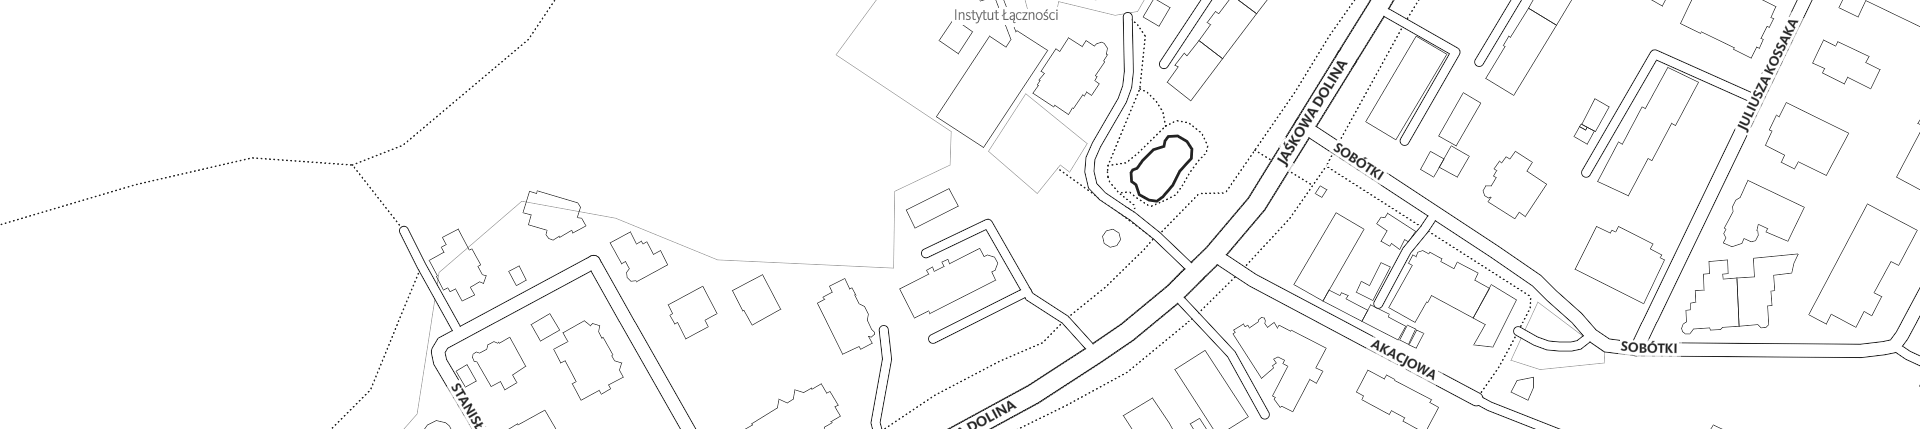 Instytut Łączności
JAŚKOWA DOLINA
JULIUSZA KOSSAKA
SOBÓTKI
SOBÓTKI
AKACJOWA
DOLINA